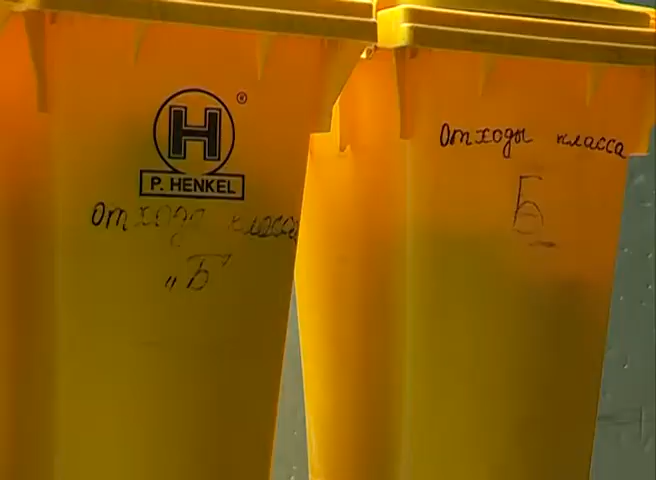 H ®
P. HENKEL
Отходы класса
„Б"
Отходы класса
Б